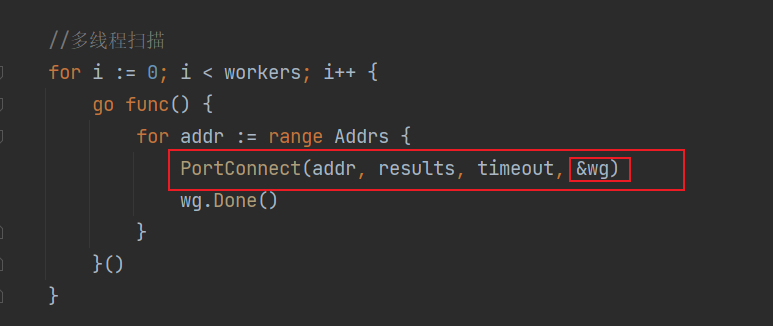 //多线程扫描
for i := 0; i < workers; i++ {
go func() {
for addr := range Addrs {
PortConnect(addr, results, timeout, &wg)
wg.Done()
}
}()
}